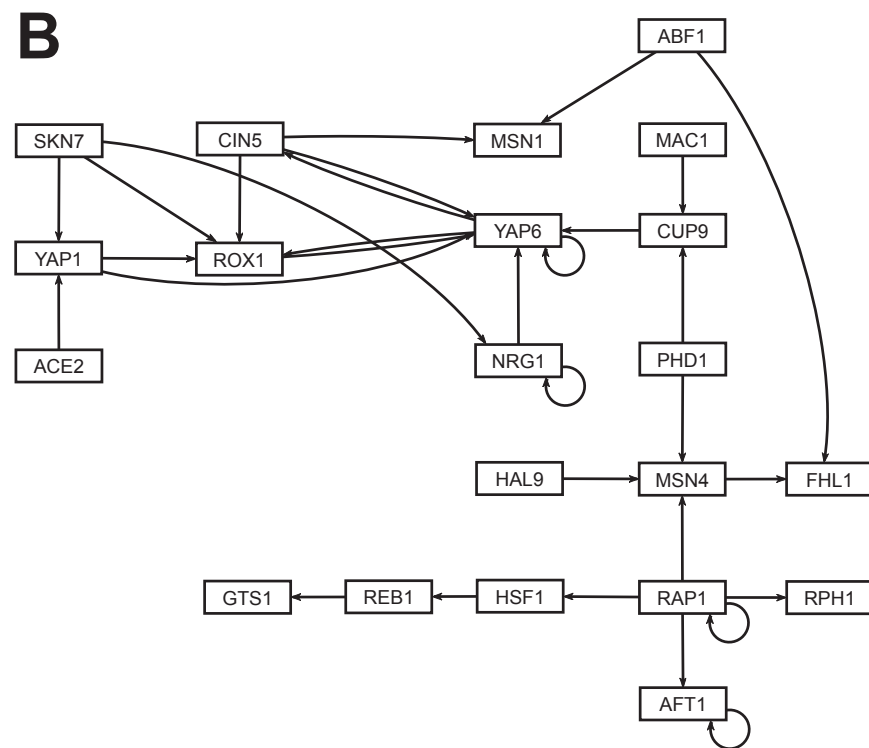 B
ABF1
SKN7
CIN5
MSN1
MAC1
YAP1
ROX1
YAP6
CUP9
ACE2
NRG1
PHD1
HAL9
MSN4
FHL1
GTS1
REB1
HSF1
RAP1
RPH1
AFT1